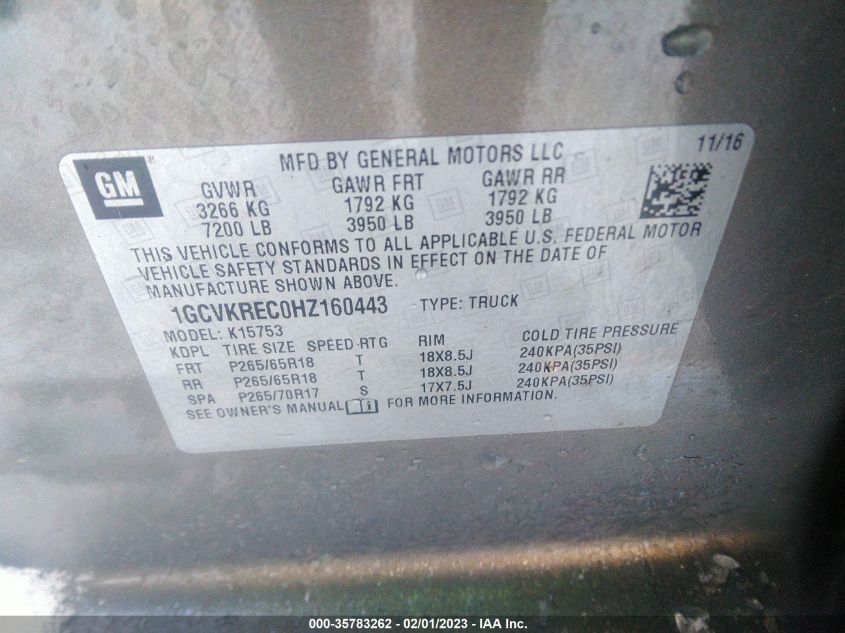 GM
MFD BY GENERAL MOTORS LLC
11/16
GVWR GAWR FRT GAWR RR
3266 KG 1792 KG 1792 KG
7200 LB 3950 LB 3950 LB
THIS VEHICLE CONFORMS TO ALL APPLICABLE U.S. FEDERAL MOTOR
VEHICLE SAFETY STANDARDS IN EFFECT ON THE DATE OF
MANUFACTURE SHOWN ABOVE.
1GCVKREC0HZ160443 TYPE: TRUCK
MODEL: K15753
KDPL TIRE SIZE SPEED RTG RIM COLD TIRE PRESSURE
FRT P265/65R18 T 18X8.5J 240KPA(35PSI)
RR P265/65R18 T 18X8.5J 240KPA(35PSI)
SPA P265/70R17 S 17X7.5J 240KPA(35PSI)
SEE OWNER'S MANUAL FOR MORE INFORMATION.
000-35783262 - 02/01/2023 - IAA Inc.